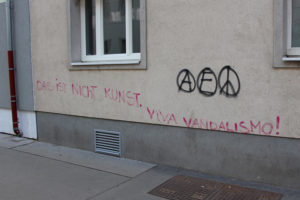 DAS IST NICHT KUNST.
VIVA VANDALISMO!